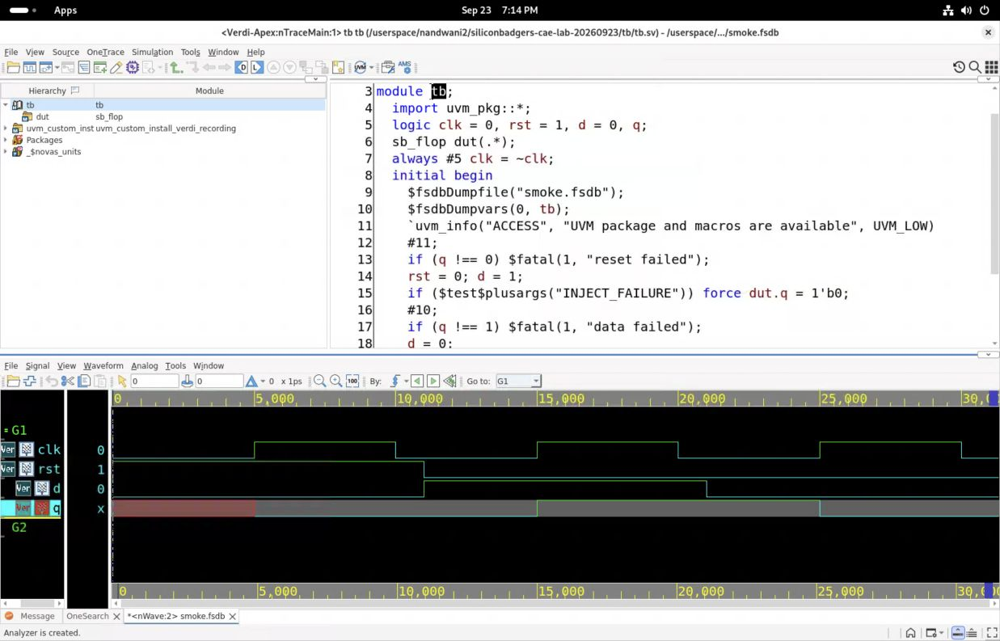 Apps
Sep 23 7:14 PM
<Verdi-Apex:nTraceMain:1> tb tb (/userspace/nandwani2/siliconbadgers-cae-lab-20260923/tb/tb.sv) - /userspace/.../smoke.fsdb
File View Source OneTrace Simulation Tools Window Help
Hierarchy Module
tb tb
dut sb_flop
uvm_custom_inst uvm_custom_install_verdi_recording
Packages
_$novas_units
3 module tb;
4 import uvm_pkg::*;
5 logic clk = 0, rst = 1, d = 0, q;
6 sb_flop dut(.*);
7 always #5 clk = ~clk;
8 initial begin
9 $fsdbDumpfile("smoke.fsdb");
10 $fsdbDumpvars(0, tb);
11 `uvm_info("ACCESS", "UVM package and macros are available", UVM_LOW)
12 #11;
13 if (q !== 0) $fatal(1, "reset failed");
14 rst = 0; d = 1;
15 if ($test$plusargs("INJECT_FAILURE")) force dut.q = 1'b0;
16 #10;
17 if (q !== 1) $fatal(1, "data failed");
18 d = 0;
File Signal View Waveform Analog Tools Window
0 0 0 x 1ps 100 By: Go to: G1
0 5,000 10,000 15,000 20,000 25,000 30,0
G1
Ver clk 0
Ver rst 1
Ver d 0
Ver q x
G2
0 5,000 10,000 15,000 20,000 25,000 30,0
Message OneSearch *<nWave:2> smoke.fsdb
Analyzer is created.